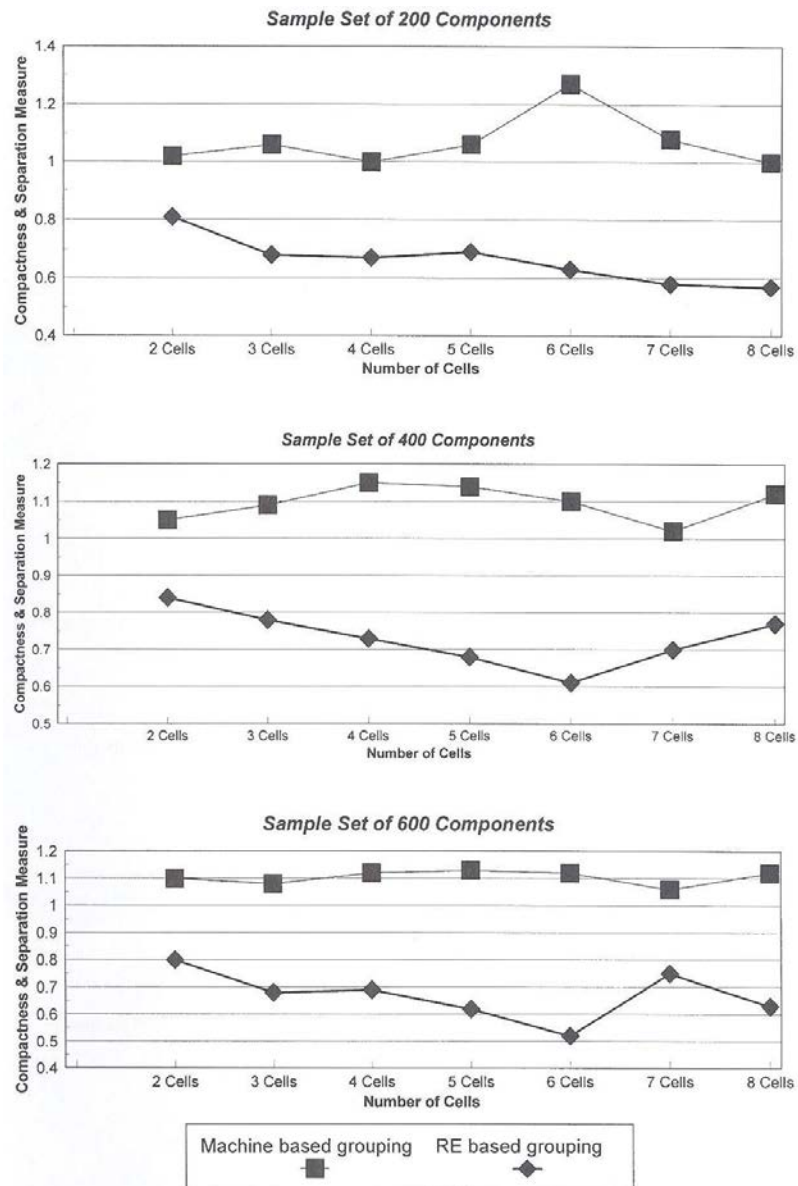 Sample Set of 200 Components
Compactness & Separation Measure
1.4
1.2
1
0.8
0.6
0.4
2 Cells 3 Cells 4 Cells 5 Cells 6 Cells 7 Cells 8 Cells
Number of Cells
Sample Set of 400 Components
Compactness & Separation Measure
1.2
1.1
1
0.9
0.8
0.7
0.6
0.5
2 Cells 3 Cells 4 Cells 5 Cells 6 Cells 7 Cells 8 Cells
Number of Cells
Sample Set of 600 Components
Compactness & Separation Measure
1.2
1.1
1
0.9
0.8
0.7
0.6
0.5
0.4
2 Cells 3 Cells 4 Cells 5 Cells 6 Cells 7 Cells 8 Cells
Number of Cells
Machine based grouping RE based grouping